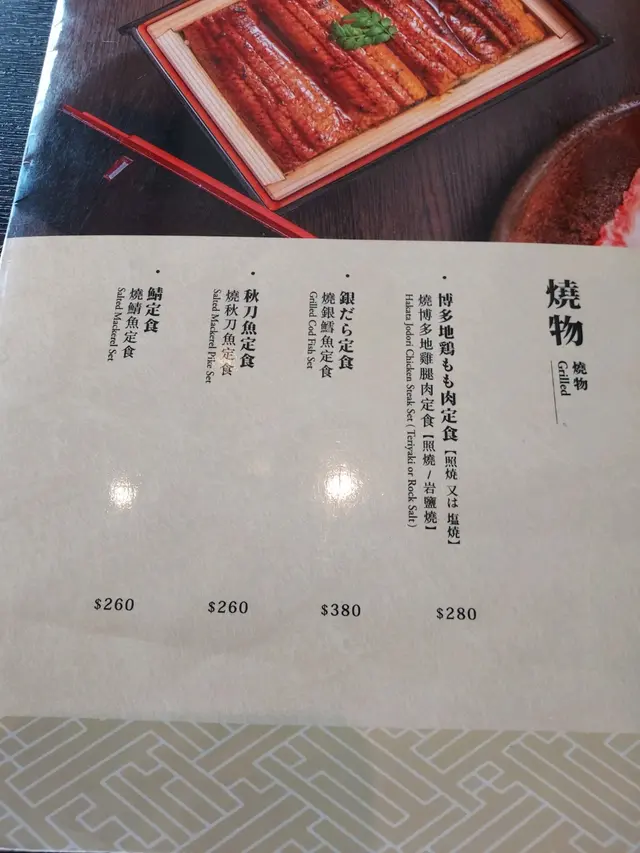 燒物
燒物
Grilled
博多地鶏もも肉定食【照焼 又は 塩焼】
燒博多地雞腿肉定食【照燒 / 岩鹽燒】
Hakata Jodori Chicken Steak Set ( Teriyaki or Rock Salt )
$280
銀だら定食
燒銀鱈魚定食
Grilled Cod Fish Set
$380
秋刀魚定食
燒秋刀魚定食
Salted Mackerel Pike Set
$260
鯖定食
燒鯖魚定食
Salted Mackerel Set
$260